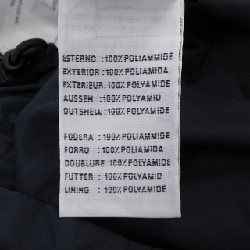 ESTERNO :100% POLIAMMIDE
EXTERIOR :100% POLIAMIDA
EXTERIEUR :100% POLYAMIDE
AUSSEN :100% POLYAMID
OUTSHELL :100% POLYAMIDE
FODERA :100% POLIAMMIDE
FORRO :100% POLIAMIDA
DOUBLURE :100% POLYAMIDE
FUTTER :100% POLYAMID
LINING :100% POLYAMIDE